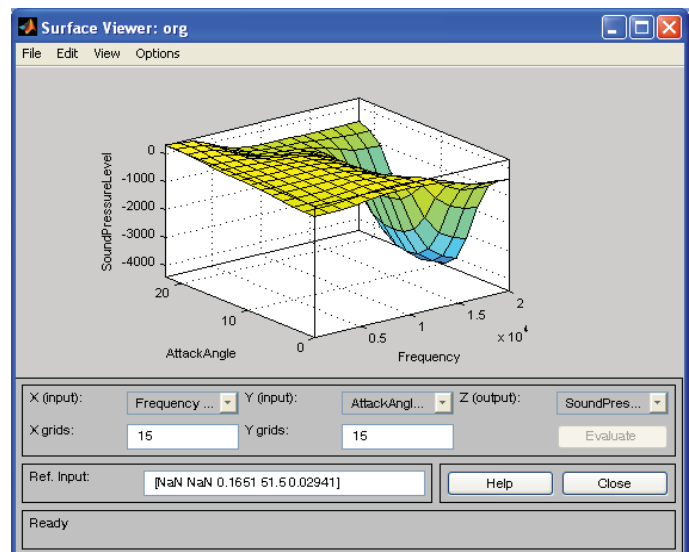 Surface Viewer: org
File Edit View Options
0
-1000
-2000
-3000
-4000
SoundPressureLevel
20
10
0
AttackAngle
0.5
1
1.5
2
x 10^4
Frequency
X (input): Frequency ... Y (input): AttackAngl... Z (output): SoundPres...
X grids: 15 Y grids: 15 Evaluate
Ref. Input: [NaN NaN 0.1651 51.5 0.02941] Help Close
Ready